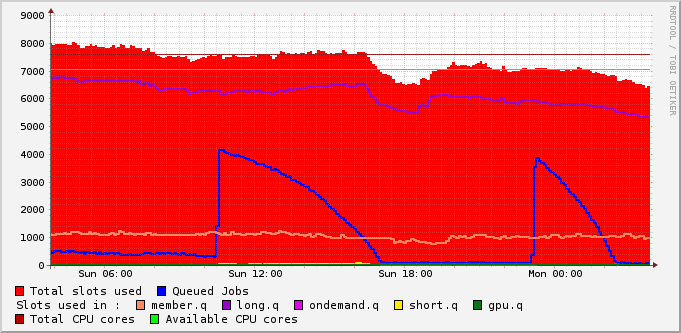 9000
8000
7000
6000
5000
4000
3000
2000
1000
0
Sun 06:00 Sun 12:00 Sun 18:00 Mon 00:00
RRDTOOL / TOBI OETIKER
Total slots used Queued Jobs
Slots used in : member.q long.q ondemand.q short.q gpu.q
Total CPU cores Available CPU cores